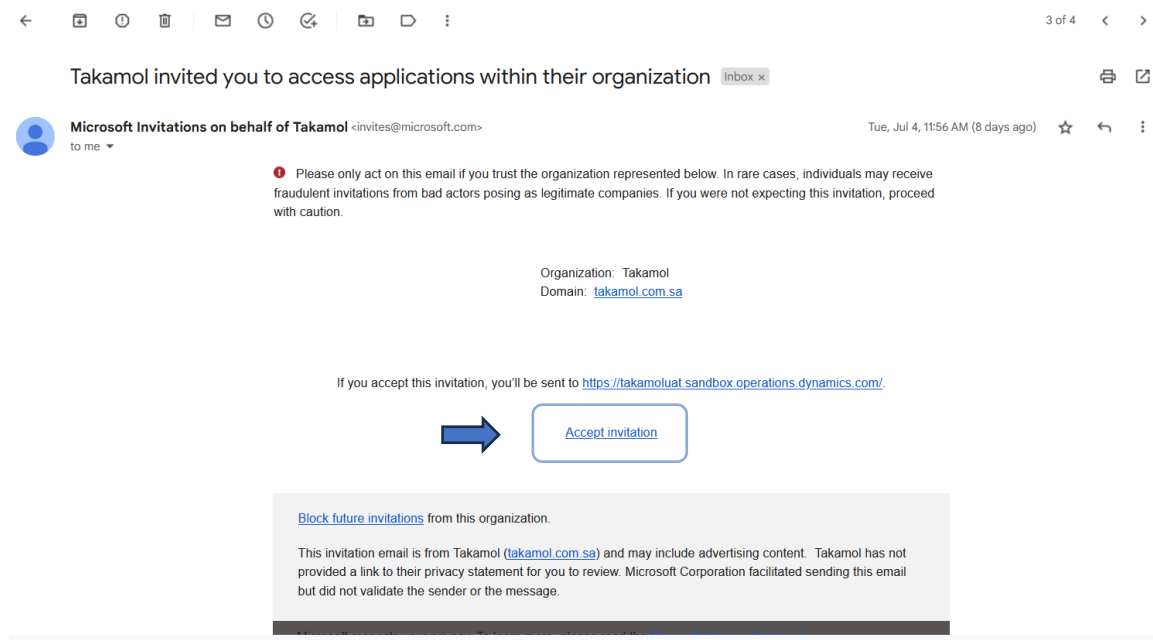 3 of 4
Takamol invited you to access applications within their organization Inbox ×
Microsoft Invitations on behalf of Takamol <invites@microsoft.com> Tue, Jul 4, 11:56 AM (8 days ago)
to me
Please only act on this email if you trust the organization represented below. In rare cases, individuals may receive
fraudulent invitations from bad actors posing as legitimate companies. If you were not expecting this invitation, proceed
with caution.
Organization: Takamol
Domain: takamol.com.sa
If you accept this invitation, you'll be sent to https://takamoluat.sandbox.operations.dynamics.com/.
Accept invitation
Block future invitations from this organization.
This invitation email is from Takamol (takamol.com.sa) and may include advertising content. Takamol has not
provided a link to their privacy statement for you to review. Microsoft Corporation facilitated sending this email
but did not validate the sender or the message.